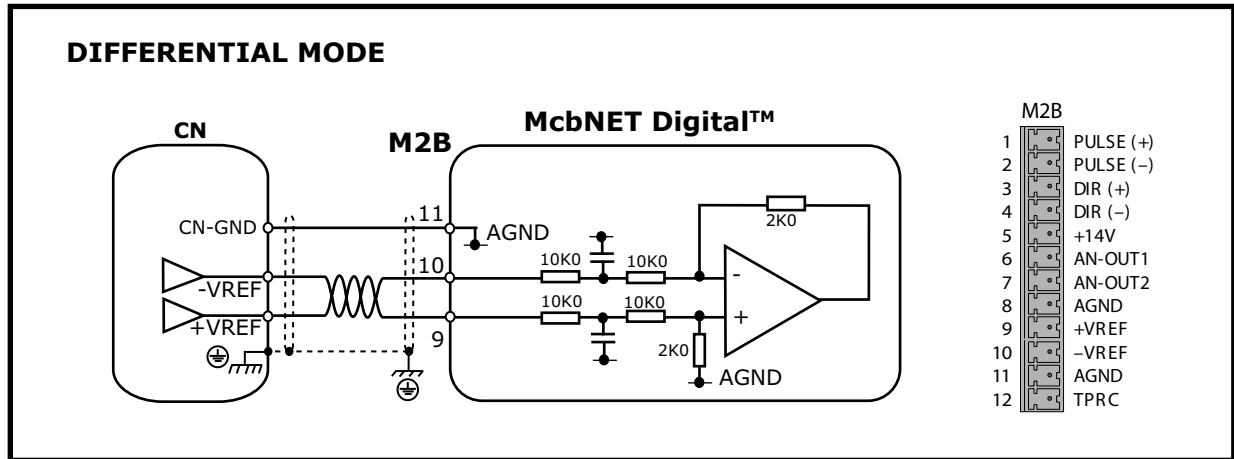 DIFFERENTIAL MODE
CN
M2B
McbNET Digital™
CN-GND
-VREF
+VREF
11
10
9
AGND
10K0
10K0
10K0
10K0
2K0
-
+
2K0
AGND
M2B
1 PULSE (+)
2 PULSE (−)
3 DIR (+)
4 DIR (−)
5 +14V
6 AN-OUT1
7 AN-OUT2
8 AGND
9 +VREF
10 −VREF
11 AGND
12 TPRC